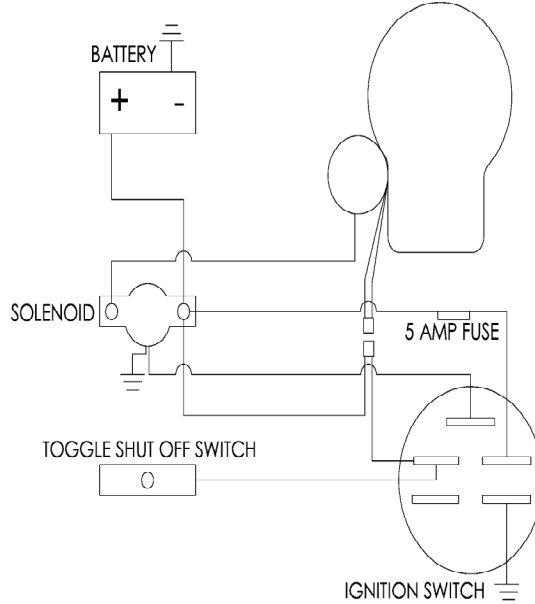 BATTERY
+ -
SOLENOID
5 AMP FUSE
TOGGLE SHUT OFF SWITCH
IGNITION SWITCH